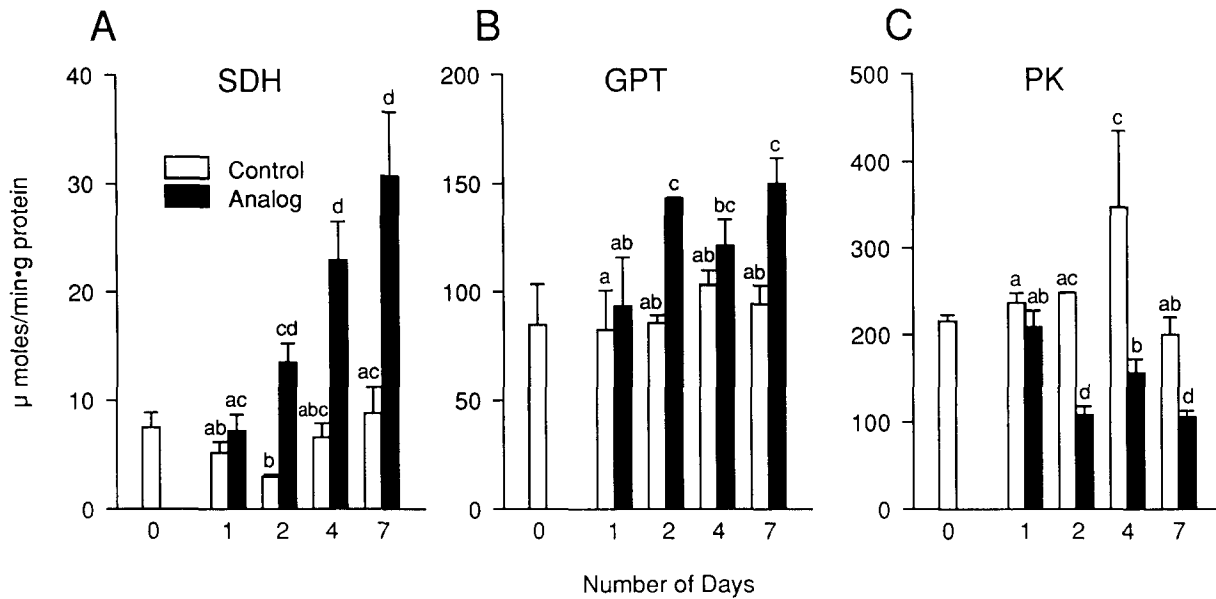 A
B
C
SDH
GPT
PK
Control
Analog
μ moles/min•g protein
40
30
20
10
0
ab
ac
b
cd
abc
d
ac
d
0
1
2
4
7
200
150
100
50
0
a
ab
ab
c
ab
bc
ab
c
0
1
2
4
7
500
400
300
200
100
0
a
ab
ac
d
c
b
ab
d
0
1
2
4
7
Number of Days